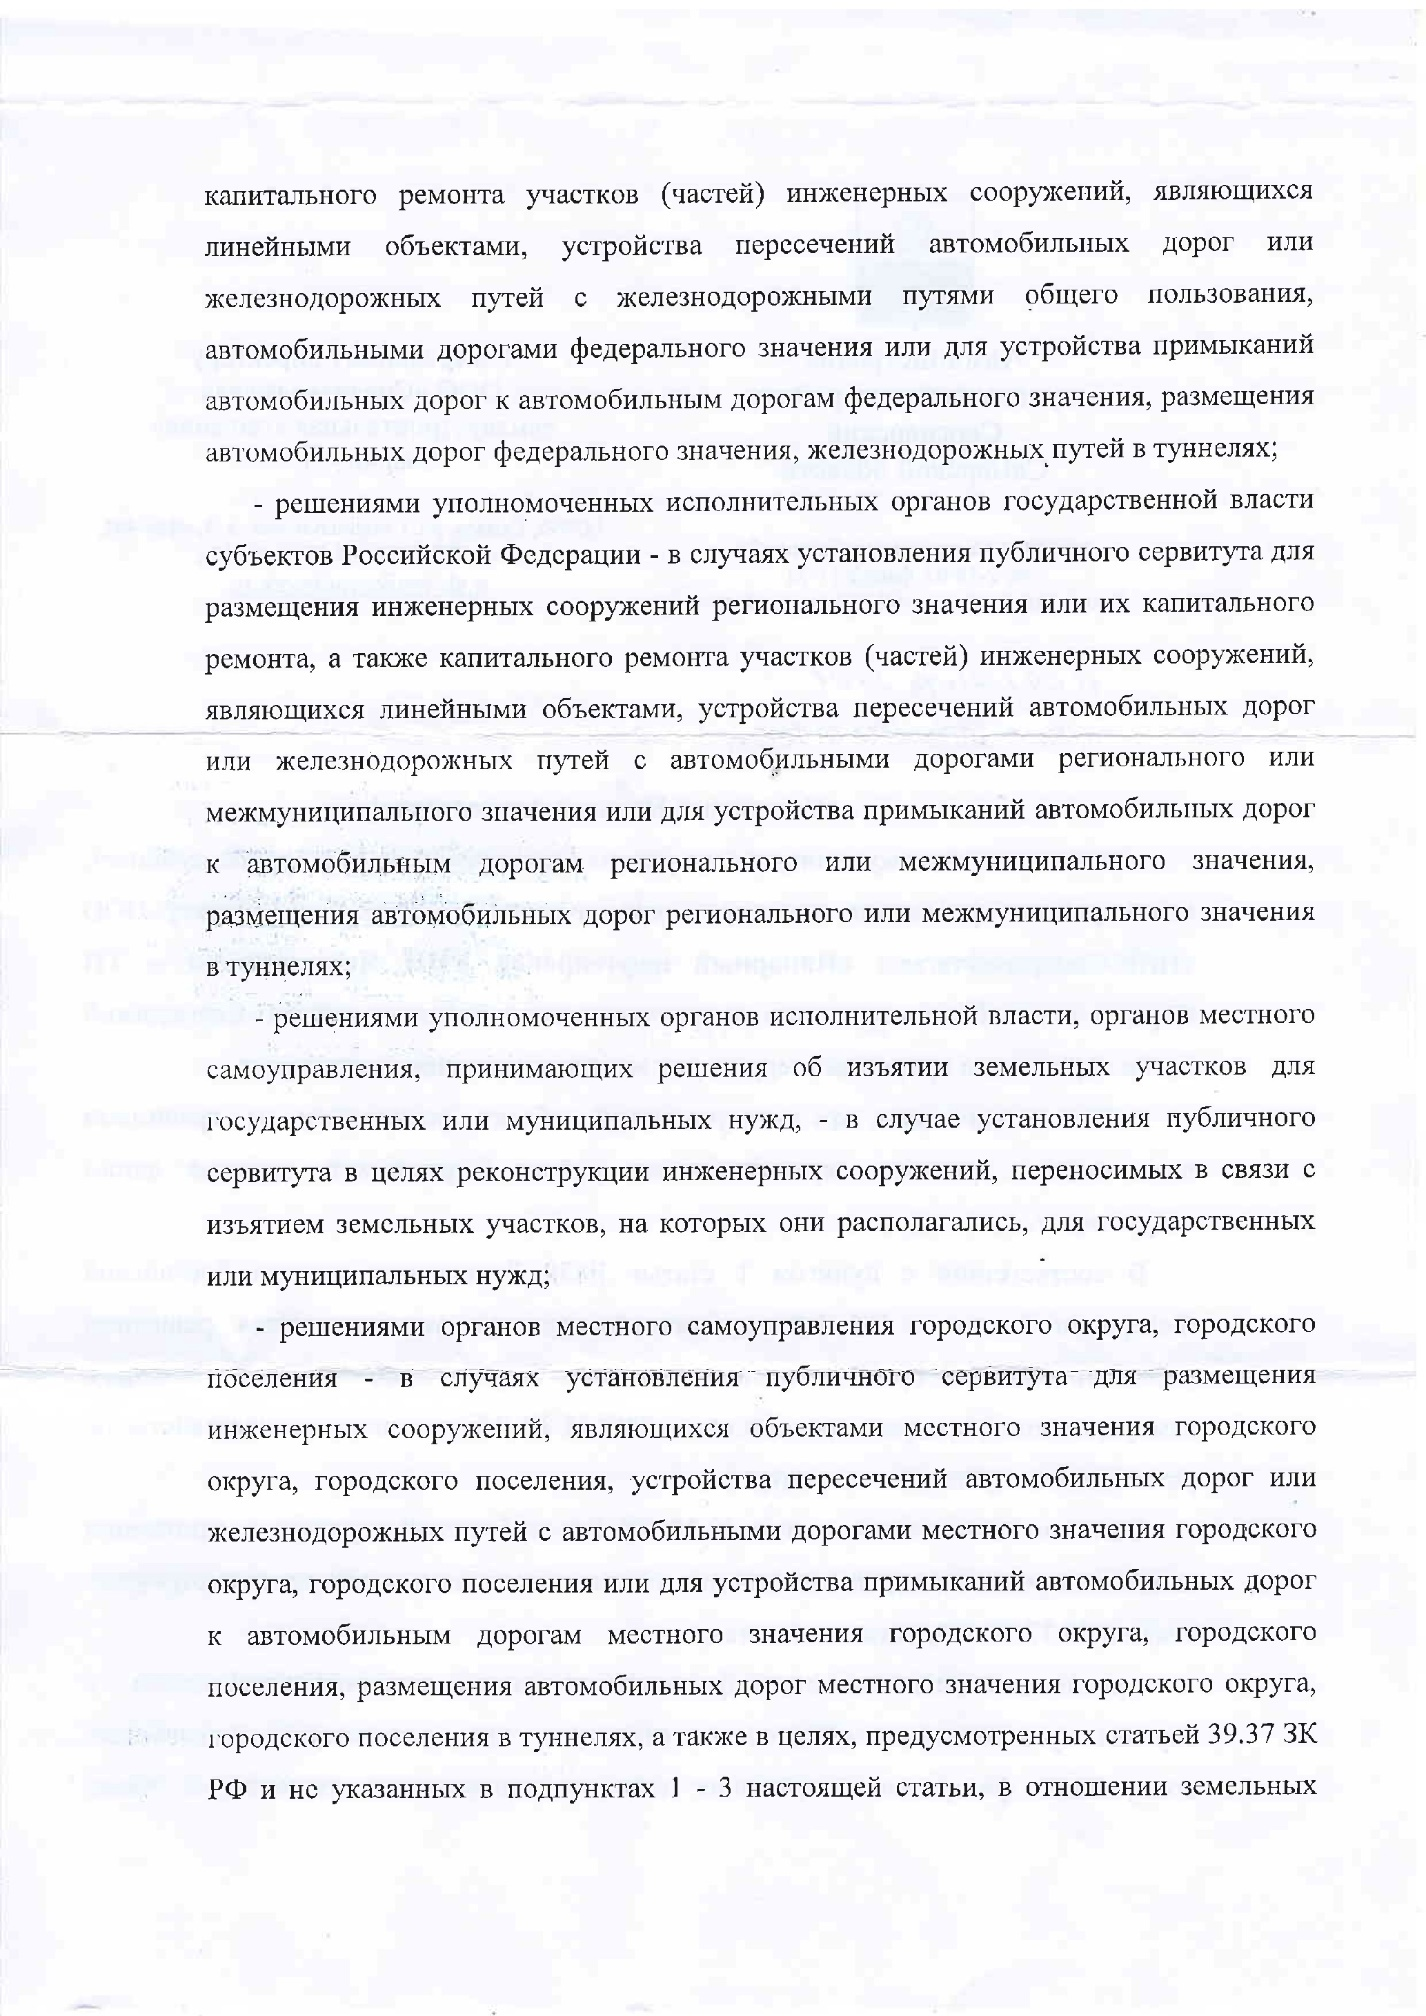 капитального ремонта участков (частей) инженерных сооружений, являющихся
линейными объектами, устройства пересечений автомобильных дорог или
железнодорожных путей с железнодорожными путями общего пользования,
автомобильными дорогами федерального значения или для устройства примыканий
автомобильных дорог к автомобильным дорогам федерального значения, размещения
автомобильных дорог федерального значения, железнодорожных путей в туннелях;
- решениями уполномоченных исполнительных органов государственной власти
субъектов Российской Федерации - в случаях установления публичного сервитута для
размещения инженерных сооружений регионального значения или их капитального
ремонта, а также капитального ремонта участков (частей) инженерных сооружений,
являющихся линейными объектами, устройства пересечений автомобильных дорог
или железнодорожных путей с автомобильными дорогами регионального или
межмуниципального значения или для устройства примыканий автомобильных дорог
к автомобильным дорогам регионального или межмуниципального значения,
размещения автомобильных дорог регионального или межмуниципального значения
в туннелях;
- решениями уполномоченных органов исполнительной власти, органов местного
самоуправления, принимающих решения об изъятии земельных участков для
государственных или муниципальных нужд, - в случае установления публичного
сервитута в целях реконструкции инженерных сооружений, переносимых в связи с
изъятием земельных участков, на которых они располагались, для государственных
или муниципальных нужд;
- решениями органов местного самоуправления городского округа, городского
поселения - в случаях установления публичного сервитута для размещения
инженерных сооружений, являющихся объектами местного значения городского
округа, городского поселения, устройства пересечений автомобильных дорог или
железнодорожных путей с автомобильными дорогами местного значения городского
округа, городского поселения или для устройства примыканий автомобильных дорог
к автомобильным дорогам местного значения городского округа, городского
поселения, размещения автомобильных дорог местного значения городского округа,
городского поселения в туннелях, а также в целях, предусмотренных статьей 39.37 ЗК
РФ и не указанных в подпунктах 1 - 3 настоящей статьи, в отношении земельных